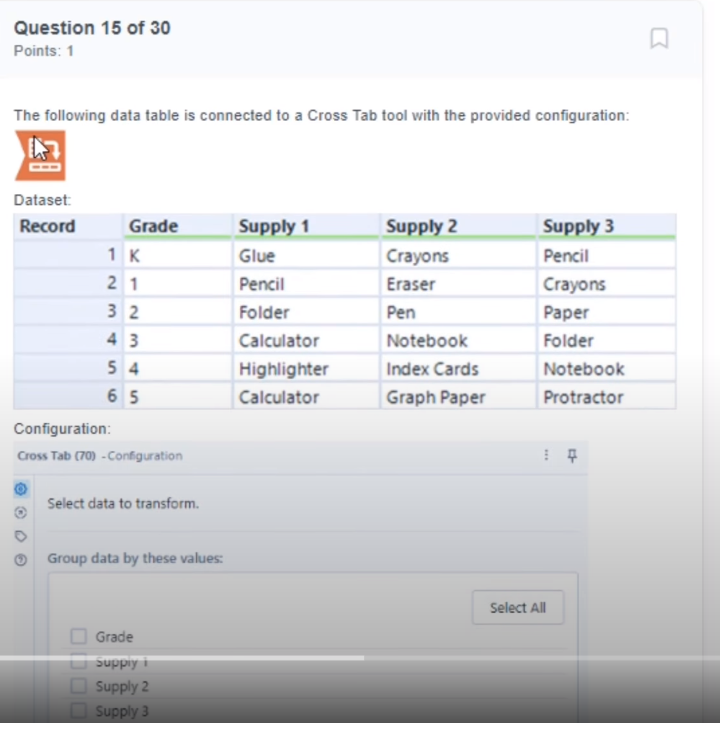 Question 15 of 30
Points: 1
The following data table is connected to a Cross Tab tool with the provided configuration:
Dataset:
Record Grade Supply 1 Supply 2 Supply 3
1 K Glue Crayons Pencil
2 1 Pencil Eraser Crayons
3 2 Folder Pen Paper
4 3 Calculator Notebook Folder
5 4 Highlighter Index Cards Notebook
6 5 Calculator Graph Paper Protractor
Configuration:
Cross Tab (70) - Configuration
Select data to transform.
Group data by these values:
Select All
Grade
Supply 1
Supply 2
Supply 3